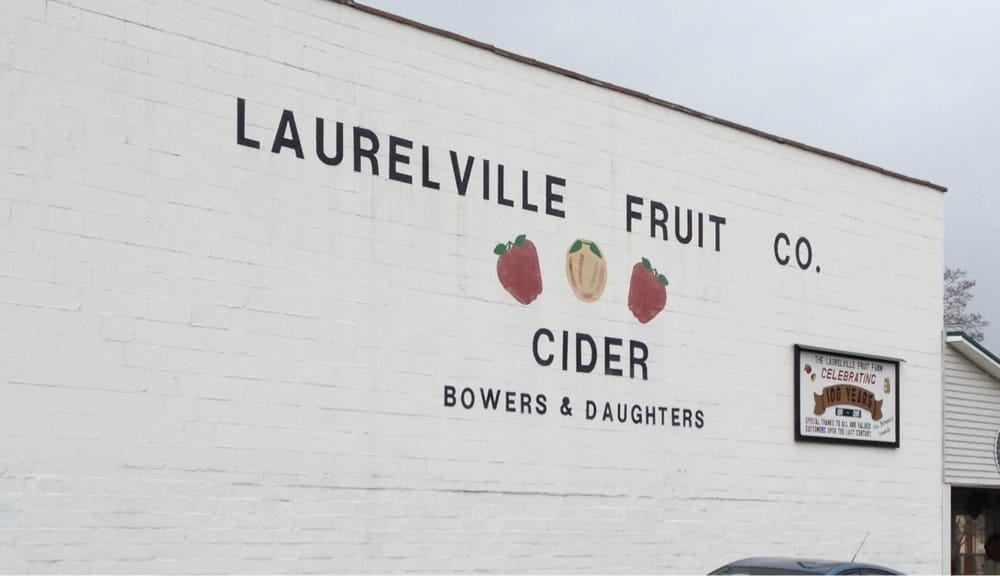 LAURELVILLE FRUIT CO.
CIDER
BOWERS & DAUGHTERS
THE LAURELVILLE FRUIT FARM
CELEBRATING
100 YEARS
SPECIAL THANKS TO ALL OUR VALUED
CUSTOMERS OVER THE LAST CENTURY